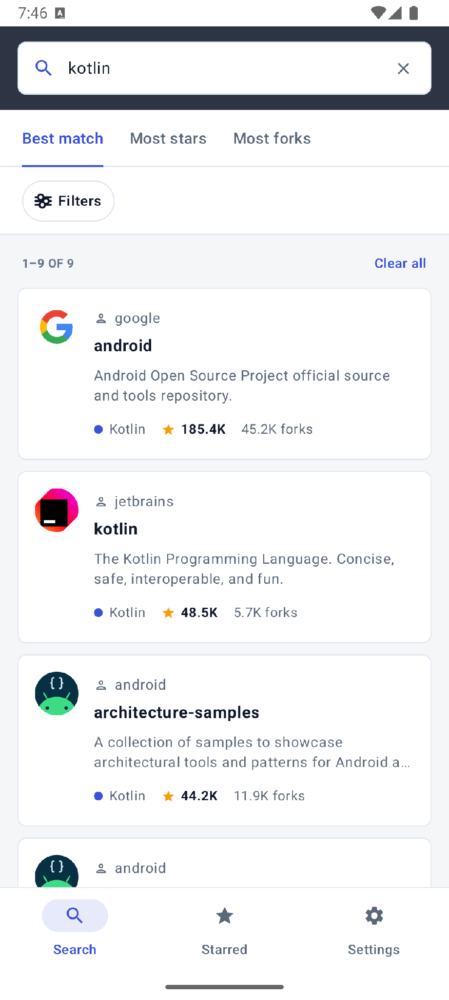 7:46
kotlin
Best match Most stars Most forks
Filters
1–9 OF 9 Clear all
google
android
Android Open Source Project official source
and tools repository.
Kotlin 185.4K 45.2K forks
jetbrains
kotlin
The Kotlin Programming Language. Concise,
safe, interoperable, and fun.
Kotlin 48.5K 5.7K forks
{ } android
architecture-samples
A collection of samples to showcase
architectural tools and patterns for Android a...
Kotlin 44.2K 11.9K forks
{ } android
Search Starred Settings